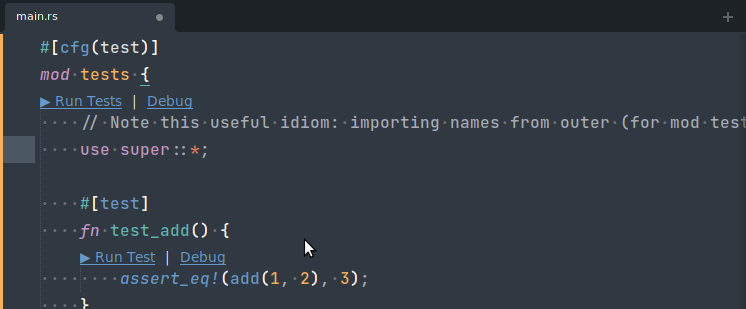 main.rs
#[cfg(test)]
mod tests {
▶ Run Tests | Debug
// Note this useful idiom: importing names from outer (for mod test
use super::*;
#[test]
fn test_add() {
▶ Run Test | Debug
assert_eq!(add(1, 2), 3);
}